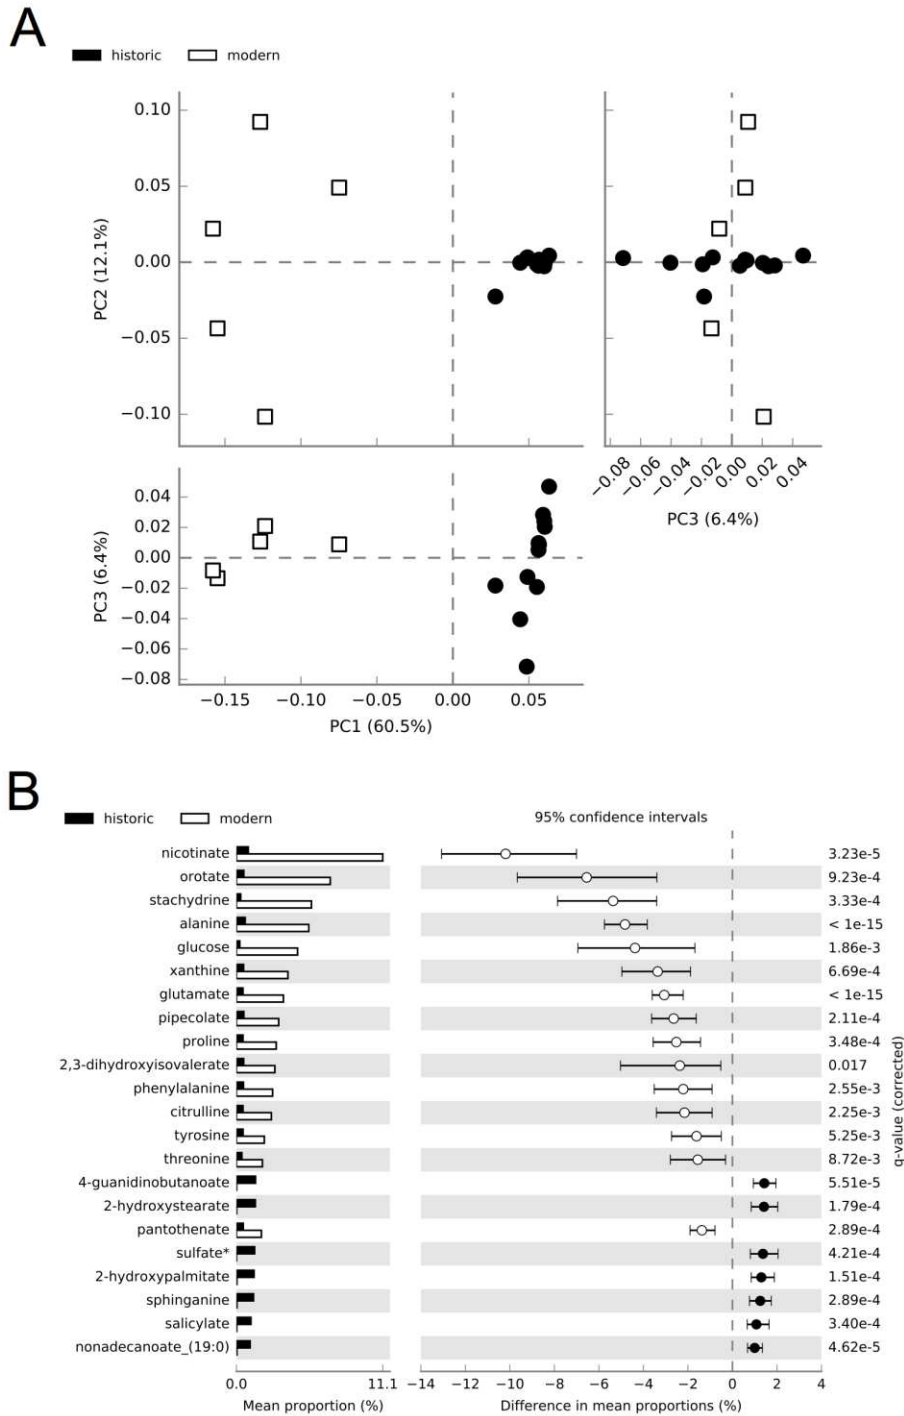 A
historic modern
0.10
0.05
0.00
−0.05
−0.10
PC2 (12.1%)
−0.08 −0.06 −0.04 −0.02 0.00 0.02 0.04
PC3 (6.4%)
0.04
0.02
0.00
−0.02
−0.04
−0.06
−0.08
PC3 (6.4%)
−0.15 −0.10 −0.05 0.00 0.05
PC1 (60.5%)
B
historic modern 95% confidence intervals
nicotinate 3.23e-5
orotate 9.23e-4
stachydrine 3.33e-4
alanine < 1e-15
glucose 1.86e-3
xanthine 6.69e-4
glutamate < 1e-15
pipecolate 2.11e-4
proline 3.48e-4
2,3-dihydroxyisovalerate 0.017
phenylalanine 2.55e-3
citrulline 2.25e-3
tyrosine 5.25e-3
threonine 8.72e-3
4-guanidinobutanoate 5.51e-5
2-hydroxystearate 1.79e-4
pantothenate 2.89e-4
sulfate* 4.21e-4
2-hydroxypalmitate 1.51e-4
sphinganine 2.89e-4
salicylate 3.40e-4
nonadecanoate_(19:0) 4.62e-5
q-value (corrected)
0.0 11.1 −14 −12 −10 −8 −6 −4 −2 0 2 4
Mean proportion (%) Difference in mean proportions (%)